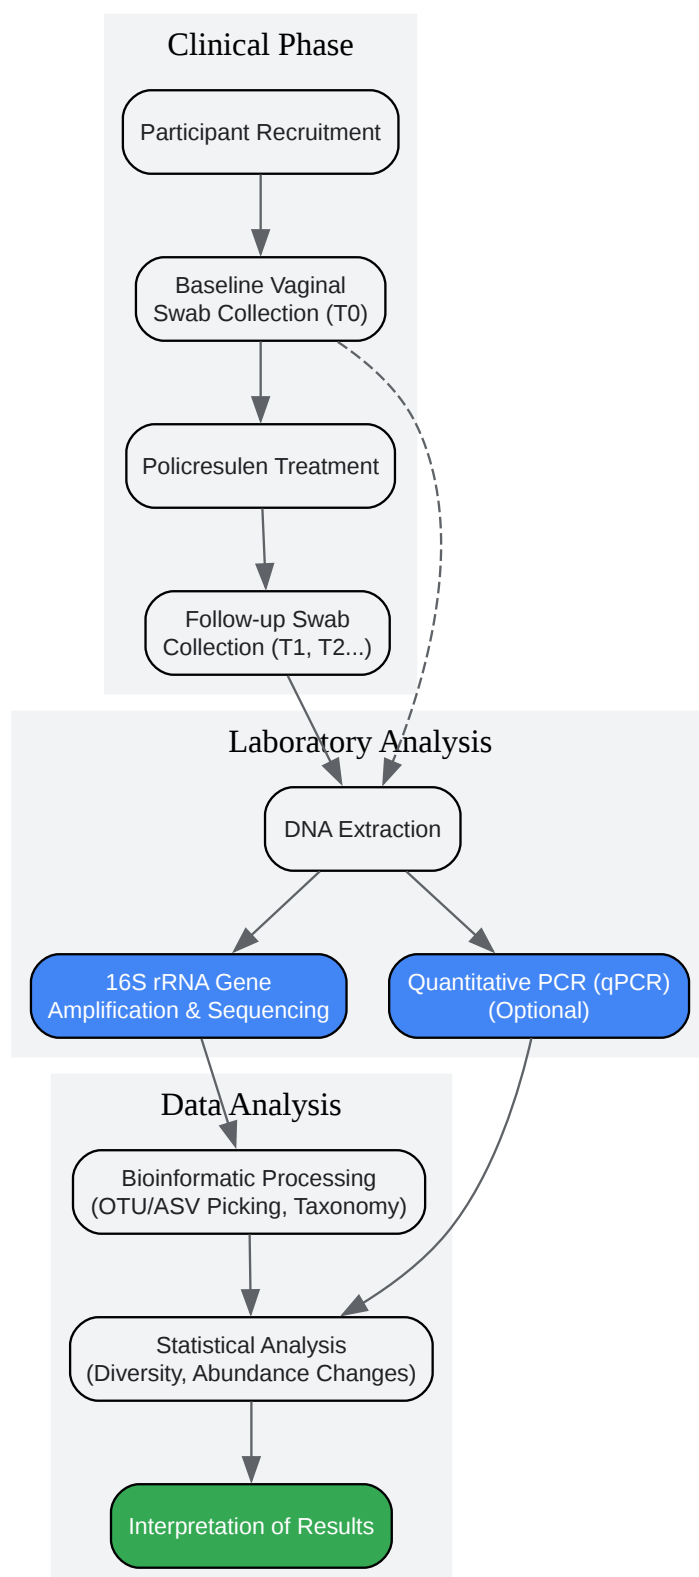 Clinical Phase
Participant Recruitment
Baseline Vaginal
Swab Collection (T0)
Policresulen Treatment
Follow-up Swab
Collection (T1, T2...)
Laboratory Analysis
DNA Extraction
16S rRNA Gene
Amplification & Sequencing
Quantitative PCR (qPCR)
(Optional)
Data Analysis
Bioinformatic Processing
(OTU/ASV Picking, Taxonomy)
Statistical Analysis
(Diversity, Abundance Changes)
Interpretation of Results